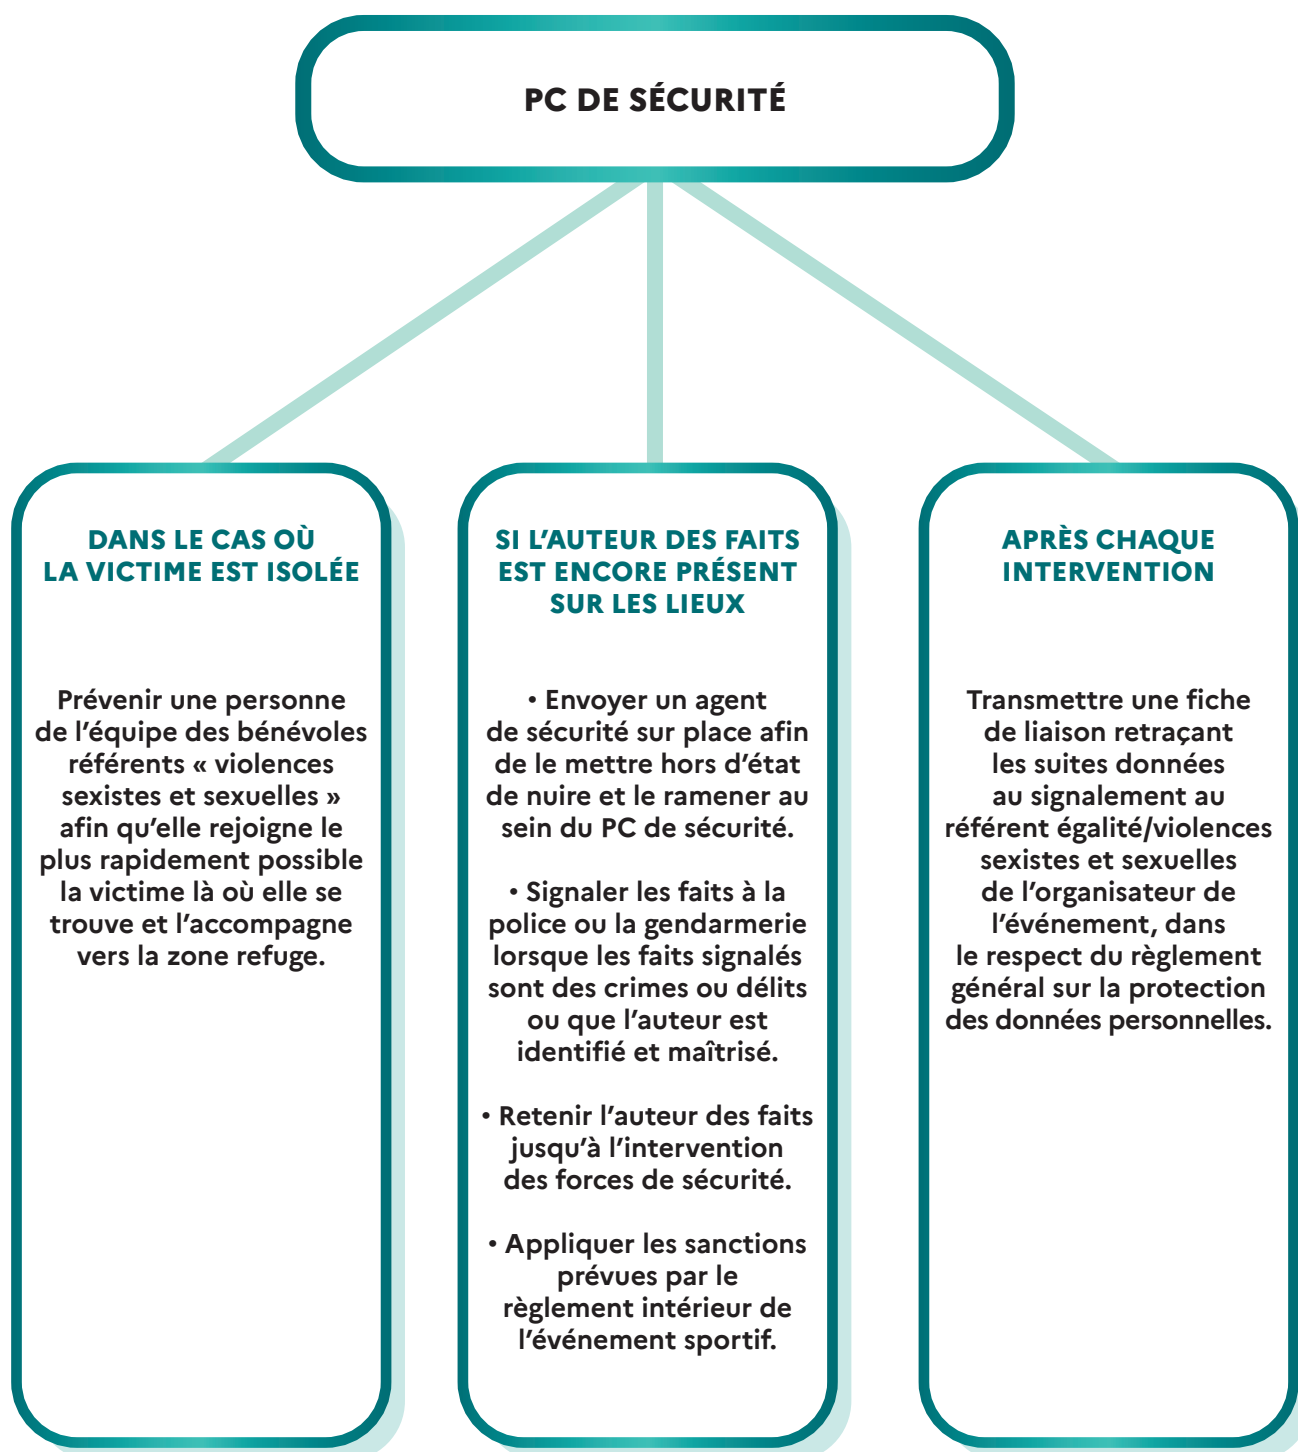 PC DE SÉCURITÉ
DANS LE CAS OÙ
LA VICTIME EST ISOLÉE
Prévenir une personne
de l’équipe des bénévoles
référents « violences
sexistes et sexuelles »
afin qu’elle rejoigne le
plus rapidement possible
la victime là où elle se
trouve et l’accompagne
vers la zone refuge.
SI L’AUTEUR DES FAITS
EST ENCORE PRÉSENT
SUR LES LIEUX
• Envoyer un agent
de sécurité sur place afin
de le mettre hors d’état
de nuire et le ramener au
sein du PC de sécurité.
• Signaler les faits à la
police ou la gendarmerie
lorsque les faits signalés
sont des crimes ou délits
ou que l’auteur est
identifié et maîtrisé.
• Retenir l’auteur des faits
jusqu’à l’intervention
des forces de sécurité.
• Appliquer les sanctions
prévues par le
règlement intérieur de
l’événement sportif.
APRÈS CHAQUE
INTERVENTION
Transmettre une fiche
de liaison retraçant
les suites données
au signalement au
référent égalité/violences
sexistes et sexuelles
de l’organisateur de
l’événement, dans
le respect du règlement
général sur la protection
des données personnelles.